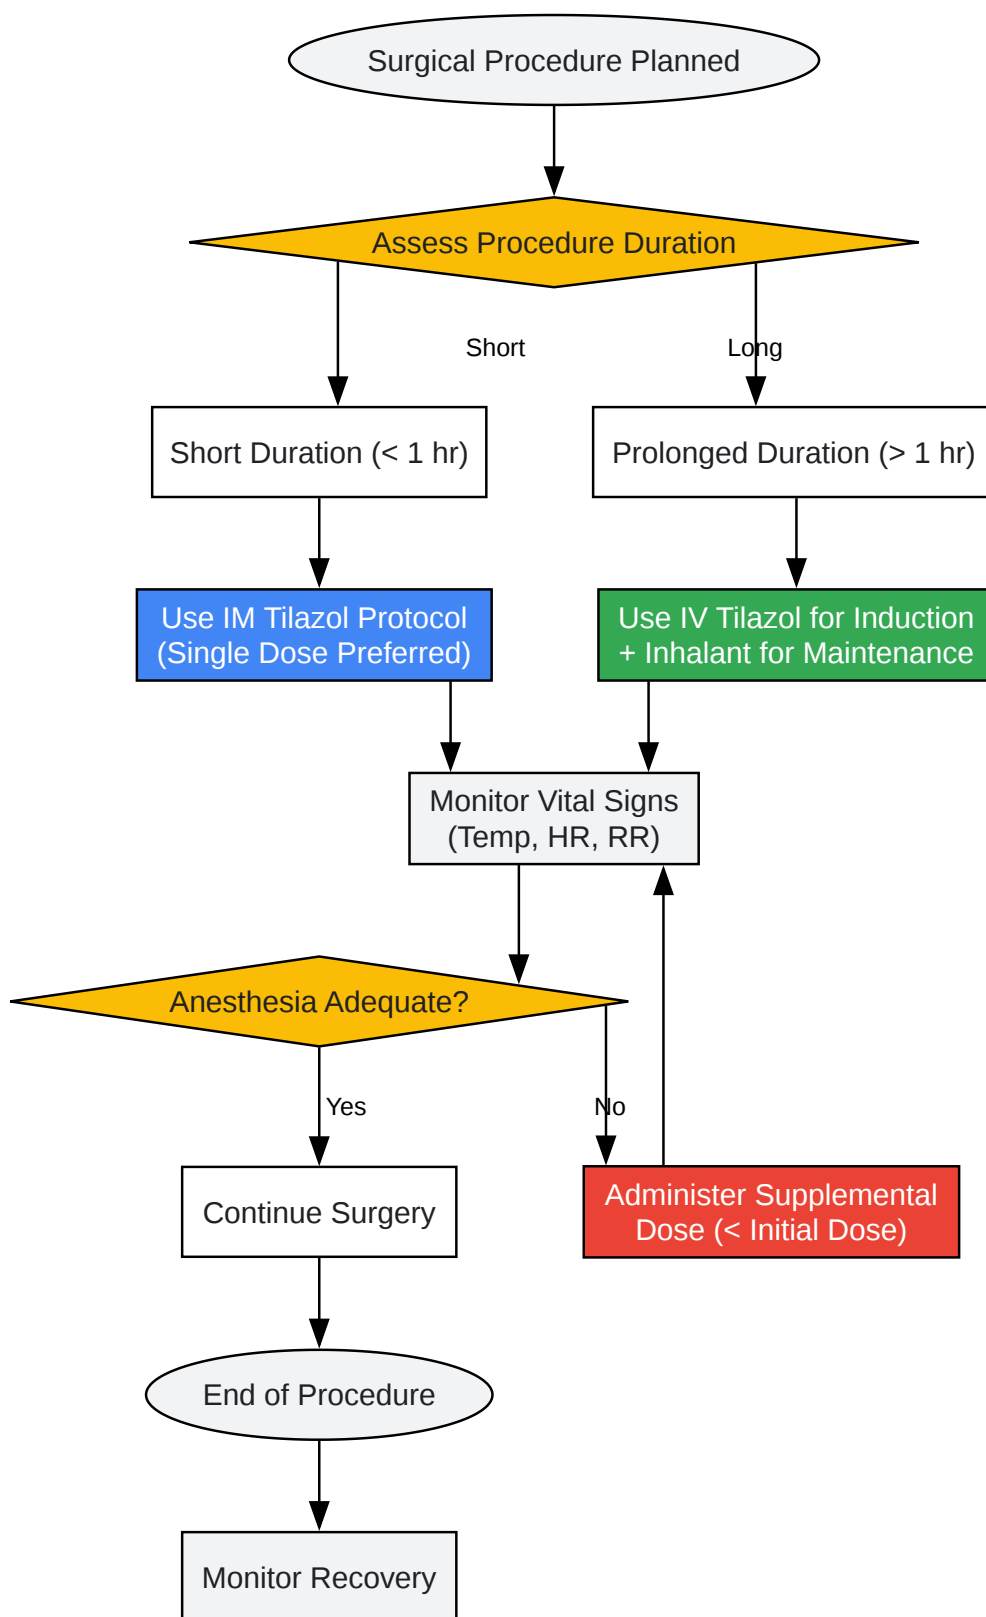 Surgical Procedure Planned
Assess Procedure Duration
Short
Long
Short Duration (< 1 hr)
Prolonged Duration (> 1 hr)
Use IM Tilazol Protocol
(Single Dose Preferred)
Use IV Tilazol for Induction
+ Inhalant for Maintenance
Monitor Vital Signs
(Temp, HR, RR)
Anesthesia Adequate?
Yes
No
Continue Surgery
Administer Supplemental
Dose (< Initial Dose)
End of Procedure
Monitor Recovery